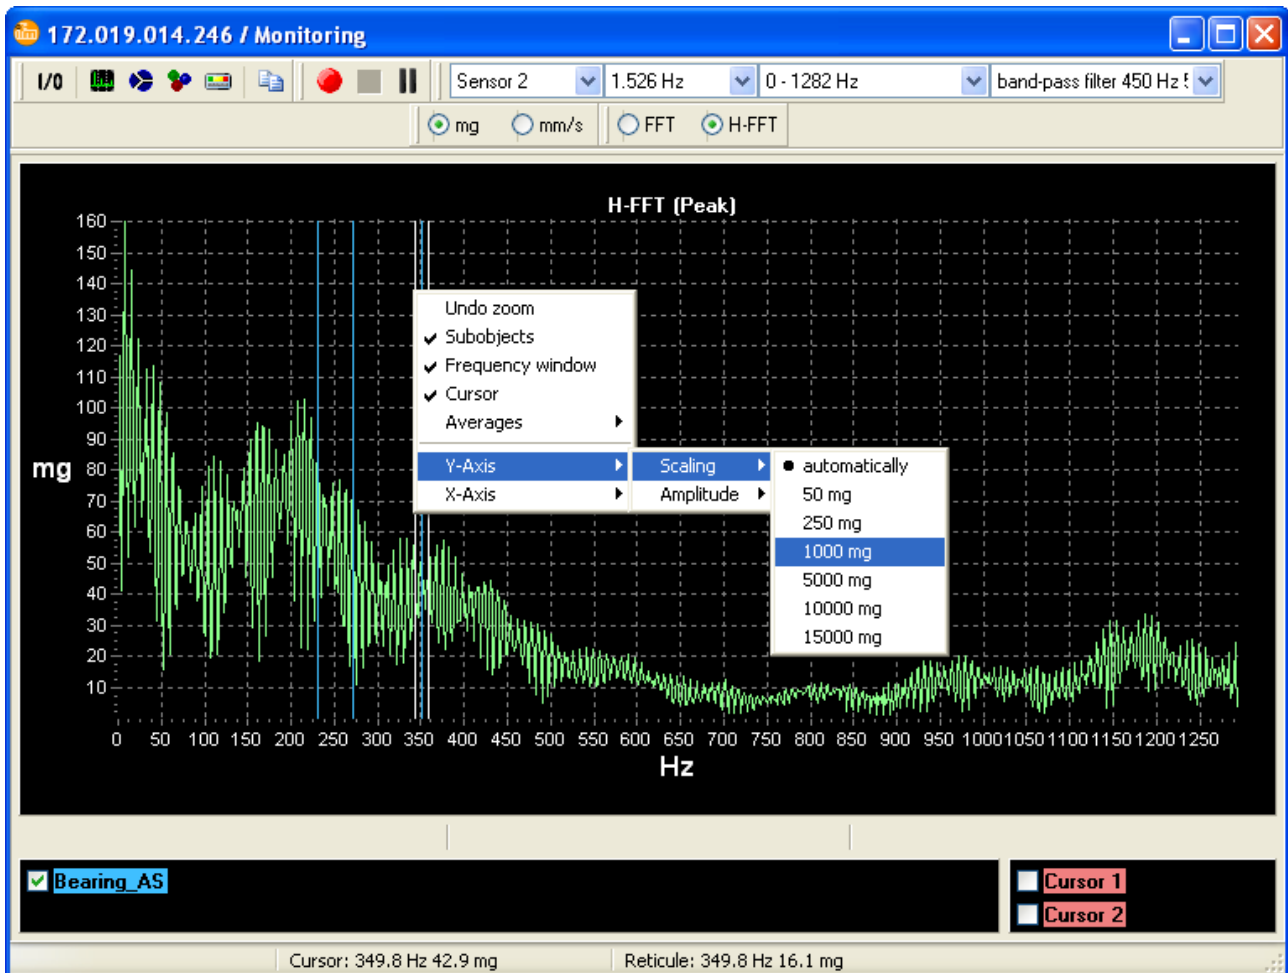 172.019.014.246 / Monitoring
I/O Sensor 2 1.526 Hz 0 - 1282 Hz band-pass filter 450 Hz
mg mm/s FFT H-FFT
H-FFT (Peak)
160
150
140
130
120
110
100
90
80
70
60
50
40
30
20
10
mg
Undo zoom
Subobjects
Frequency window
Cursor
Averages
Y-Axis
X-Axis
Scaling
Amplitude
automatically
50 mg
250 mg
1000 mg
5000 mg
10000 mg
15000 mg
0 50 100 150 200 250 300 350 400 450 500 550 600 650 700 750 800 850 900 950 1000 1050 1100 1150 1200 1250
Hz
Bearing_AS
Cursor 1
Cursor 2
Cursor: 349.8 Hz 42.9 mg Reticule: 349.8 Hz 16.1 mg